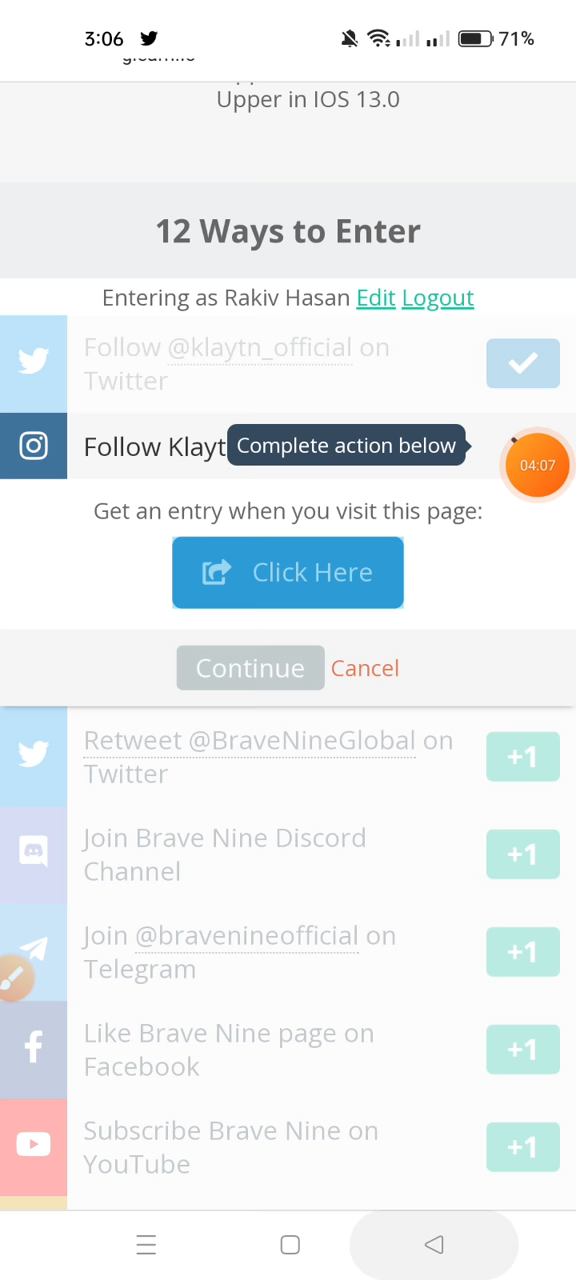 3:06
71%
gleam.io
Upper in IOS 13.0
12 Ways to Enter
Entering as Rakiv Hasan Edit Logout
Follow @klaytn_official on
Twitter
Follow Klayt
Complete action below
04:07
Get an entry when you visit this page:
Click Here
Continue
Cancel
Retweet @BraveNineGlobal on
Twitter
+1
Join Brave Nine Discord
Channel
+1
Join @bravenineofficial on
Telegram
+1
Like Brave Nine page on
Facebook
+1
Subscribe Brave Nine on
YouTube
+1